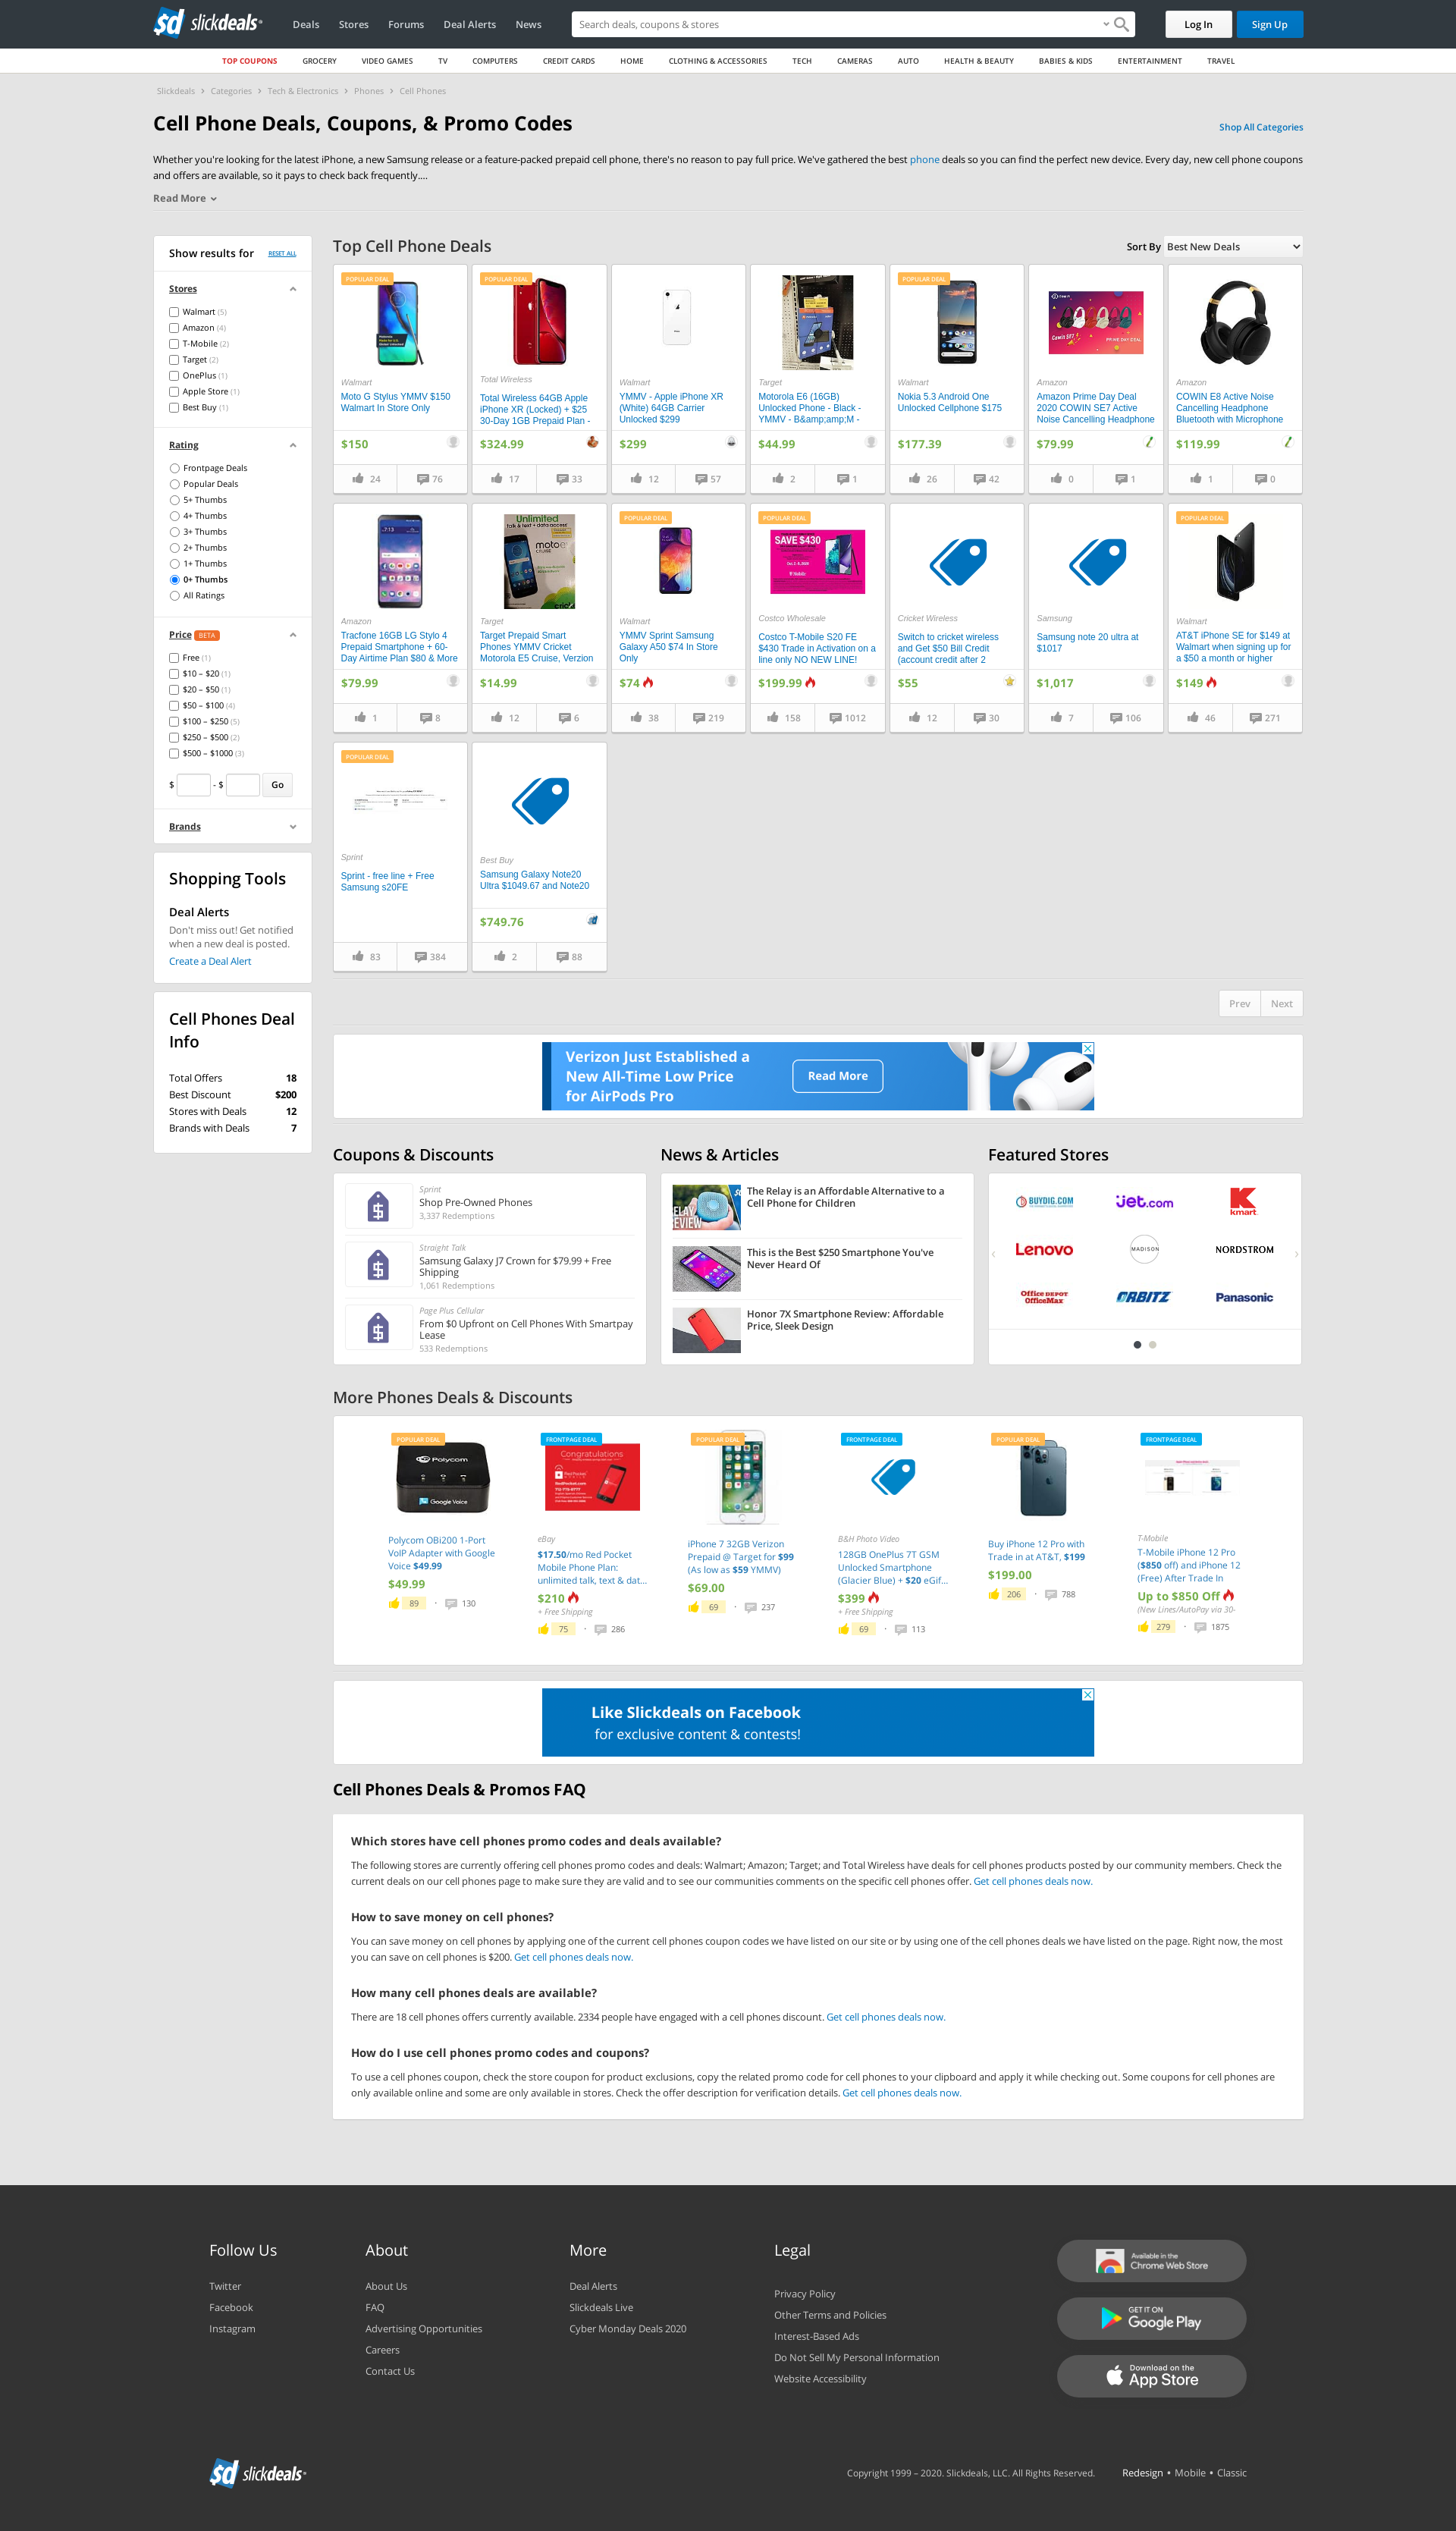 slickdeals
Deals Stores Forums Deal Alerts News
Search deals, coupons & stores
Log In Sign Up
TOP COUPONS GROCERY VIDEO GAMES TV COMPUTERS CREDIT CARDS HOME CLOTHING & ACCESSORIES TECH CAMERAS AUTO HEALTH & BEAUTY BABIES & KIDS ENTERTAINMENT TRAVEL
Slickdeals › Categories › Tech & Electronics › Phones › Cell Phones
Cell Phone Deals, Coupons, & Promo Codes
Shop All Categories
Whether you're looking for the latest iPhone, a new Samsung release or a feature-packed prepaid cell phone, there's no reason to pay full price. We've gathered the best phone deals so you can find the perfect new device. Every day, new cell phone coupons
and offers are available, so it pays to check back frequently....
Read More
Show results for RESET ALL
Stores
Walmart (5)
Amazon (4)
T-Mobile (2)
Target (2)
OnePlus (1)
Apple Store (1)
Best Buy (1)
Rating
Frontpage Deals
Popular Deals
5+ Thumbs
4+ Thumbs
3+ Thumbs
2+ Thumbs
1+ Thumbs
0+ Thumbs
All Ratings
Price BETA
Free (1)
$10 – $20 (1)
$20 – $50 (1)
$50 – $100 (4)
$100 – $250 (5)
$250 – $500 (2)
$500 – $1000 (3)
$ - $ Go
Brands
Shopping Tools
Deal Alerts
Don't miss out! Get notified
when a new deal is posted.
Create a Deal Alert
Cell Phones Deal
Info
Total Offers 18
Best Discount $200
Stores with Deals 12
Brands with Deals 7
Top Cell Phone Deals
Sort By Best New Deals
POPULAR DEAL
Walmart
Moto G Stylus YMMV $150
Walmart In Store Only
$150
24 76
POPULAR DEAL
Total Wireless
Total Wireless 64GB Apple
iPhone XR (Locked) + $25
30-Day 1GB Prepaid Plan -
$324.99
17 33
Walmart
YMMV - Apple iPhone XR
(White) 64GB Carrier
Unlocked $299
$299
12 57
Target
Motorola E6 (16GB)
Unlocked Phone - Black -
YMMV - B&amp;amp;M -
$44.99
2 1
POPULAR DEAL
Walmart
Nokia 5.3 Android One
Unlocked Cellphone $175
$177.39
26 42
PRIME DAY DEAL
Amazon
Amazon Prime Day Deal
2020 COWIN SE7 Active
Noise Cancelling Headphone
$79.99
0 1
Amazon
COWIN E8 Active Noise
Cancelling Headphone
Bluetooth with Microphone
$119.99
1 0
Amazon
Tracfone 16GB LG Stylo 4
Prepaid Smartphone + 60-
Day Airtime Plan $80 & More
$79.99
1 8
Unlimited
talk & text + data access
moto e5
CRUISE
Target
Target Prepaid Smart
Phones YMMV Cricket
Motorola E5 Cruise, Verzion
$14.99
12 6
POPULAR DEAL
Walmart
YMMV Sprint Samsung
Galaxy A50 $74 In Store
Only
$74
38 219
POPULAR DEAL
SAVE $430
Costco Wholesale
Costco T-Mobile S20 FE
$430 Trade in Activation on a
line only NO NEW LINE!
$199.99
158 1012
Cricket Wireless
Switch to cricket wireless
and Get $50 Bill Credit
(account credit after 2
$55
12 30
Samsung
Samsung note 20 ultra at
$1017
$1,017
7 106
POPULAR DEAL
Walmart
AT&T iPhone SE for $149 at
Walmart when signing up for
a $50 a month or higher
$149
46 271
POPULAR DEAL
Sprint
Sprint - free line + Free
Samsung s20FE
83 384
Best Buy
Samsung Galaxy Note20
Ultra $1049.67 and Note20
$749.76
2 88
Prev Next
Verizon Just Established a
New All-Time Low Price
for AirPods Pro
Read More
Coupons & Discounts
Sprint
Shop Pre-Owned Phones
3,337 Redemptions
Straight Talk
Samsung Galaxy J7 Crown for $79.99 + Free
Shipping
1,061 Redemptions
Page Plus Cellular
From $0 Upfront on Cell Phones With Smartpay
Lease
533 Redemptions
News & Articles
The Relay is an Affordable Alternative to a
Cell Phone for Children
This is the Best $250 Smartphone You've
Never Heard Of
Honor 7X Smartphone Review: Affordable
Price, Sleek Design
Featured Stores
BUYDIG.COM
jet.com
kmart
Lenovo
MADISON
NORDSTROM
Office DEPOT
OfficeMax
ORBITZ
Panasonic
More Phones Deals & Discounts
POPULAR DEAL
Polycom
Google Voice
Polycom OBi200 1-Port
VoIP Adapter with Google
Voice $49.99
$49.99
89 · 130
FRONTPAGE DEAL
Congratulations
eBay
$17.50/mo Red Pocket
Mobile Phone Plan:
unlimited talk, text & dat...
$210
+ Free Shipping
75 · 286
POPULAR DEAL
iPhone 7 32GB Verizon
Prepaid @ Target for $99
(As low as $59 YMMV)
$69.00
69 · 237
FRONTPAGE DEAL
B&H Photo Video
128GB OnePlus 7T GSM
Unlocked Smartphone
(Glacier Blue) + $20 eGif...
$399
+ Free Shipping
69 · 113
POPULAR DEAL
Buy iPhone 12 Pro with
Trade in at AT&T, $199
$199.00
206 · 788
FRONTPAGE DEAL
T-Mobile
T-Mobile iPhone 12 Pro
($850 off) and iPhone 12
(Free) After Trade In
Up to $850 Off
(New Lines/AutoPay via 30-
279 · 1875
Like Slickdeals on Facebook
for exclusive content & contests!
Cell Phones Deals & Promos FAQ
Which stores have cell phones promo codes and deals available?
The following stores are currently offering cell phones promo codes and deals: Walmart; Amazon; Target; and Total Wireless have deals for cell phones products posted by our community members. Check the
current deals on our cell phones page to make sure they are valid and to see our communities comments on the specific cell phones offer. Get cell phones deals now.
How to save money on cell phones?
You can save money on cell phones by applying one of the current cell phones coupon codes we have listed on our site or by using one of the cell phones deals we have listed on the page. Right now, the most
you can save on cell phones is $200. Get cell phones deals now.
How many cell phones deals are available?
There are 18 cell phones offers currently available. 2334 people have engaged with a cell phones discount. Get cell phones deals now.
How do I use cell phones promo codes and coupons?
To use a cell phones coupon, check the store coupon for product exclusions, copy the related promo code for cell phones to your clipboard and apply it while checking out. Some coupons for cell phones are
only available online and some are only available in stores. Check the offer description for verification details. Get cell phones deals now.
Follow Us
Twitter
Facebook
Instagram
About
About Us
FAQ
Advertising Opportunities
Careers
Contact Us
More
Deal Alerts
Slickdeals Live
Cyber Monday Deals 2020
Legal
Privacy Policy
Other Terms and Policies
Interest-Based Ads
Do Not Sell My Personal Information
Website Accessibility
Available in the
Chrome Web Store
GET IT ON
Google Play
Download on the
App Store
slickdeals
Copyright 1999 – 2020. Slickdeals, LLC. All Rights Reserved. Redesign • Mobile • Classic